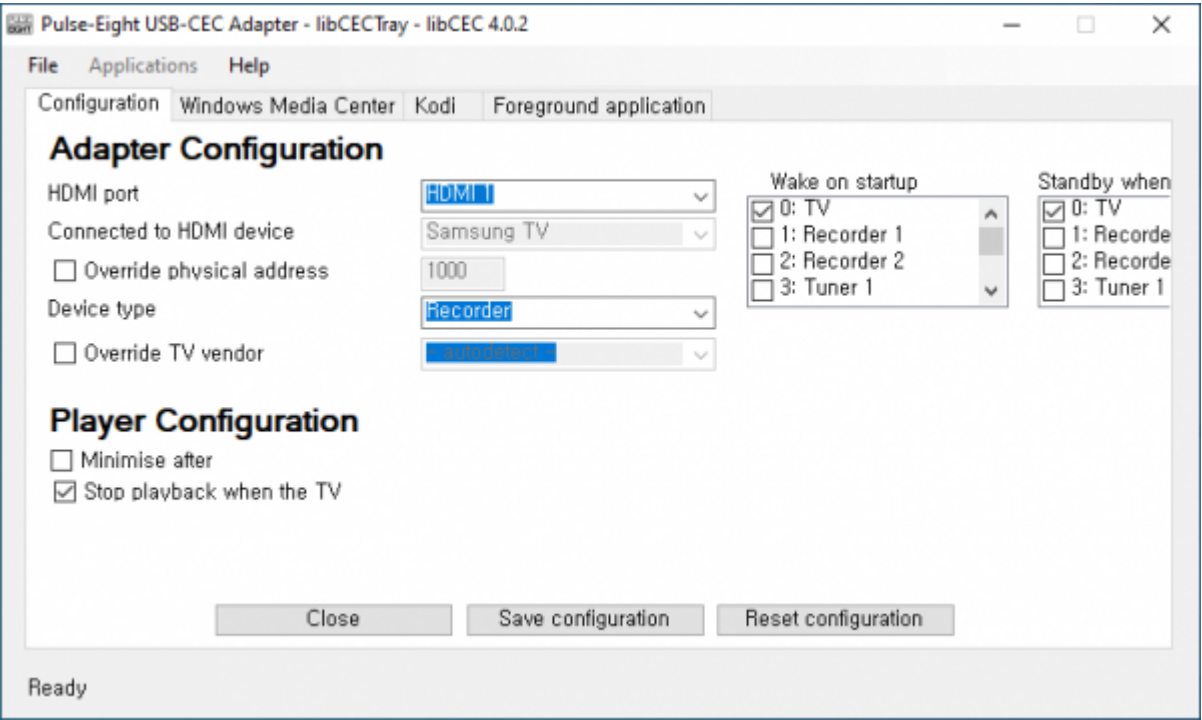 Pulse-Eight USB-CEC Adapter - libCECTray - libCEC 4.0.2
File Applications Help
Configuration Windows Media Center Kodi Foreground application
Adapter Configuration
HDMI port HDMI 1
Connected to HDMI device Samsung TV
Override physical address 1000
Device type Recorder
Override TV vendor - autodetect -
Wake on startup
0: TV
1: Recorder 1
2: Recorder 2
3: Tuner 1
Standby when
0: TV
1: Recorde
2: Recorde
3: Tuner 1
Player Configuration
Minimise after
Stop playback when the TV
Close Save configuration Reset configuration
Ready